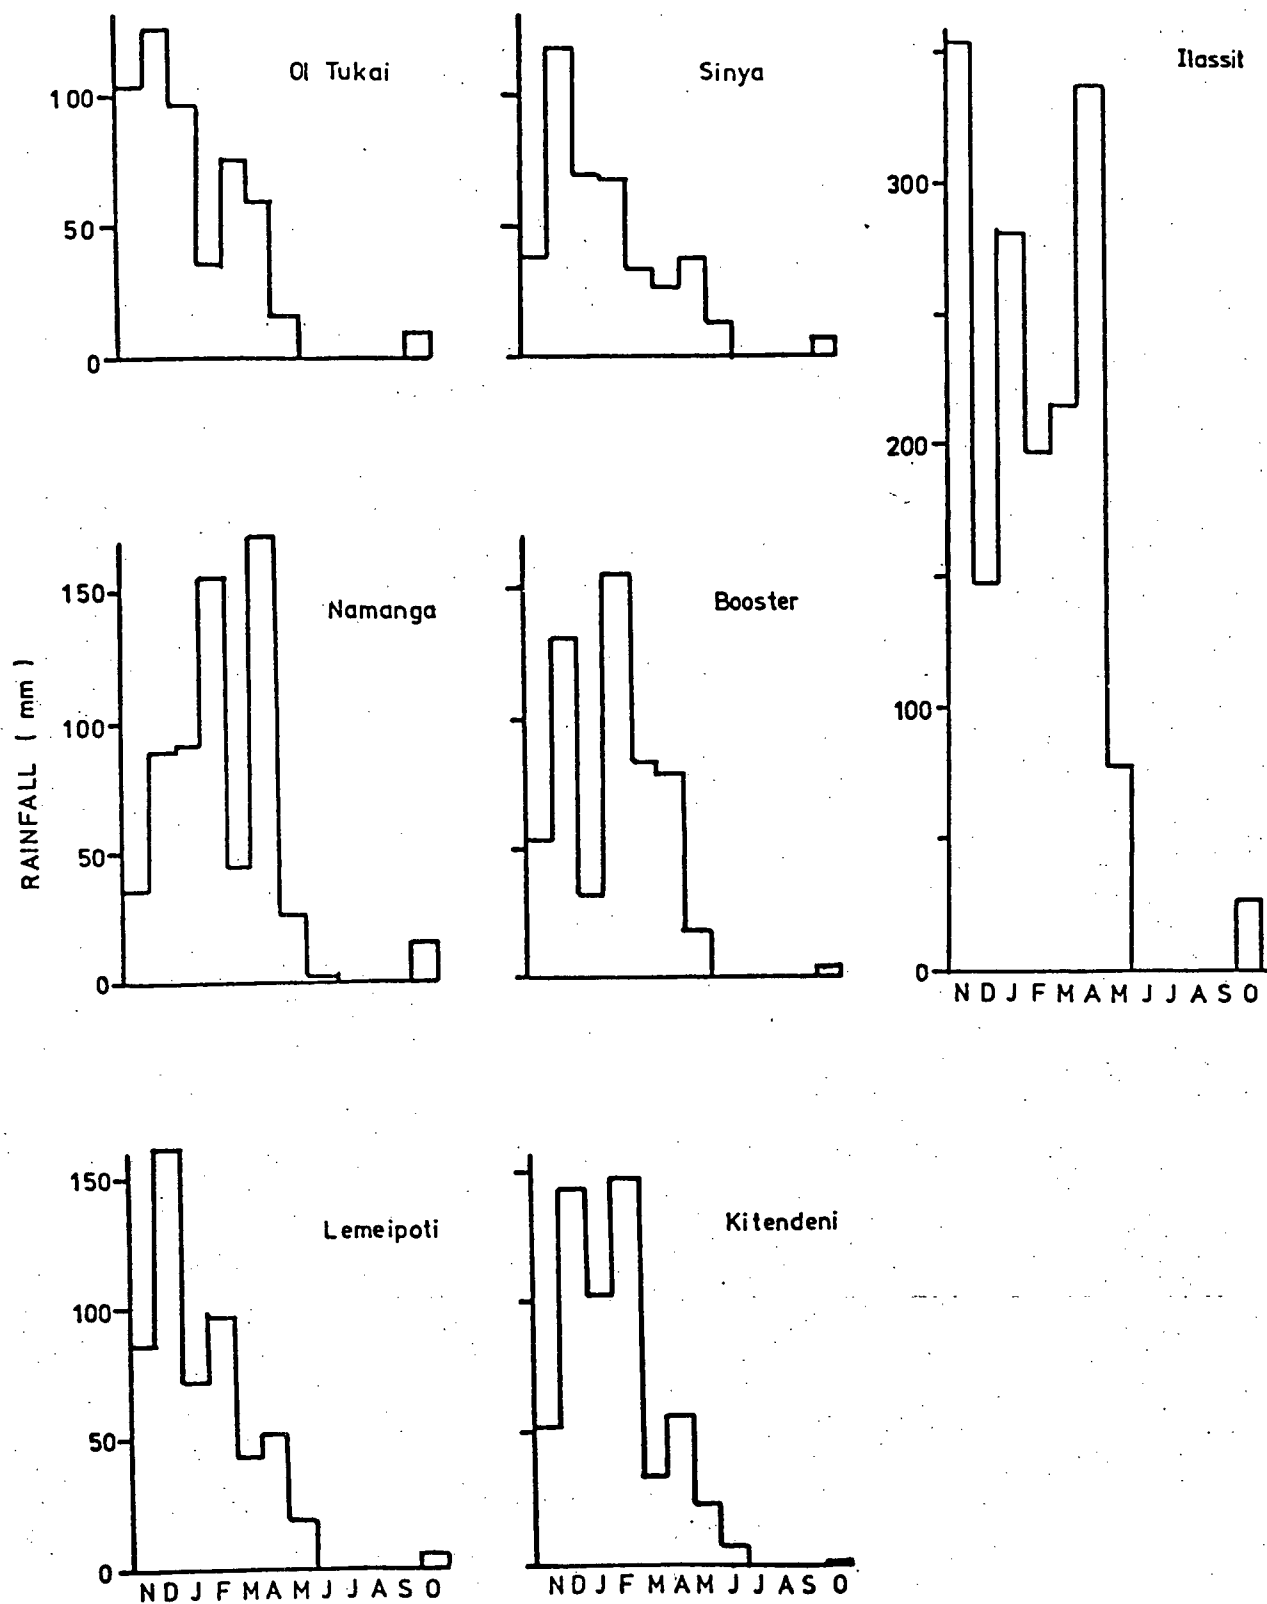 Ol Tukai
100
50
0
Sinya
Ilassit
300
200
100
0
N D J F M A M J J A S O
RAINFALL ( mm )
Namanga
150
100
50
0
Booster
Lemeipoti
150
100
50
0
N D J F M A M J J A S O
Kitendeni
N D J F M A M J J A S O